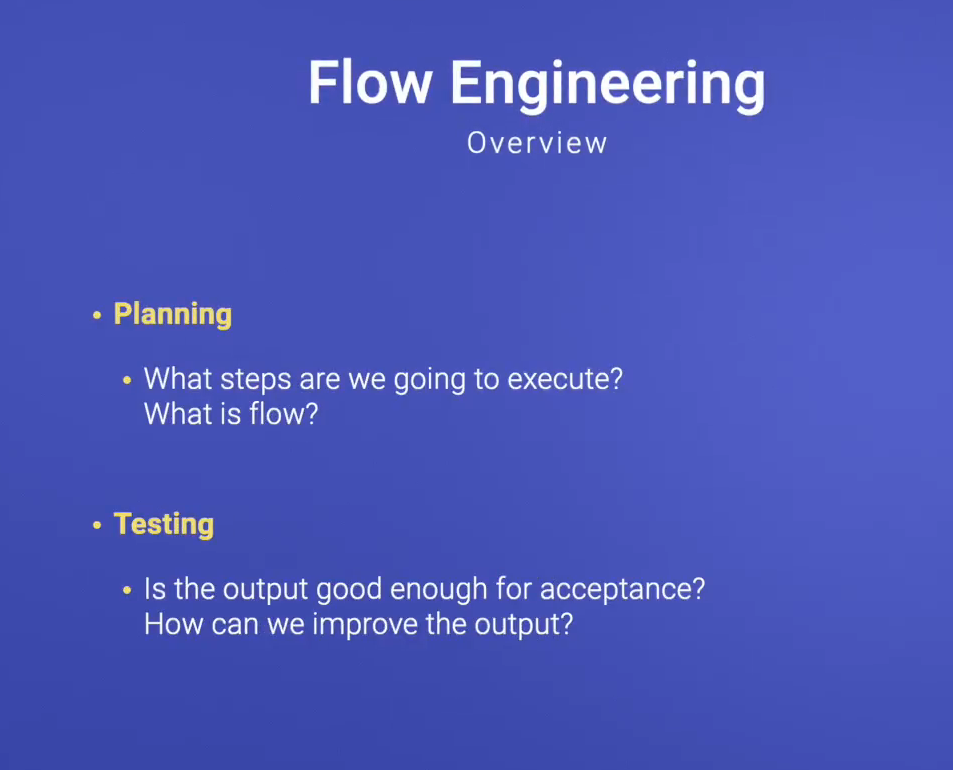 Flow Engineering
Overview
• Planning
• What steps are we going to execute?
What is flow?
• Testing
• Is the output good enough for acceptance?
How can we improve the output?